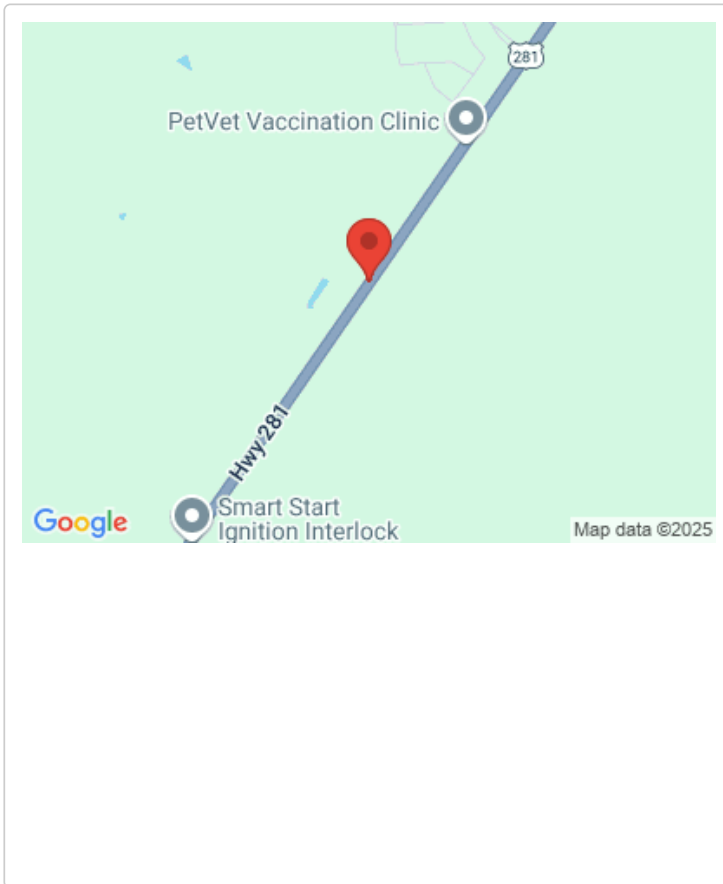 281
PetVet Vaccination Clinic
Hwy 281
Smart Start
Ignition Interlock
Google
Map data ©2025